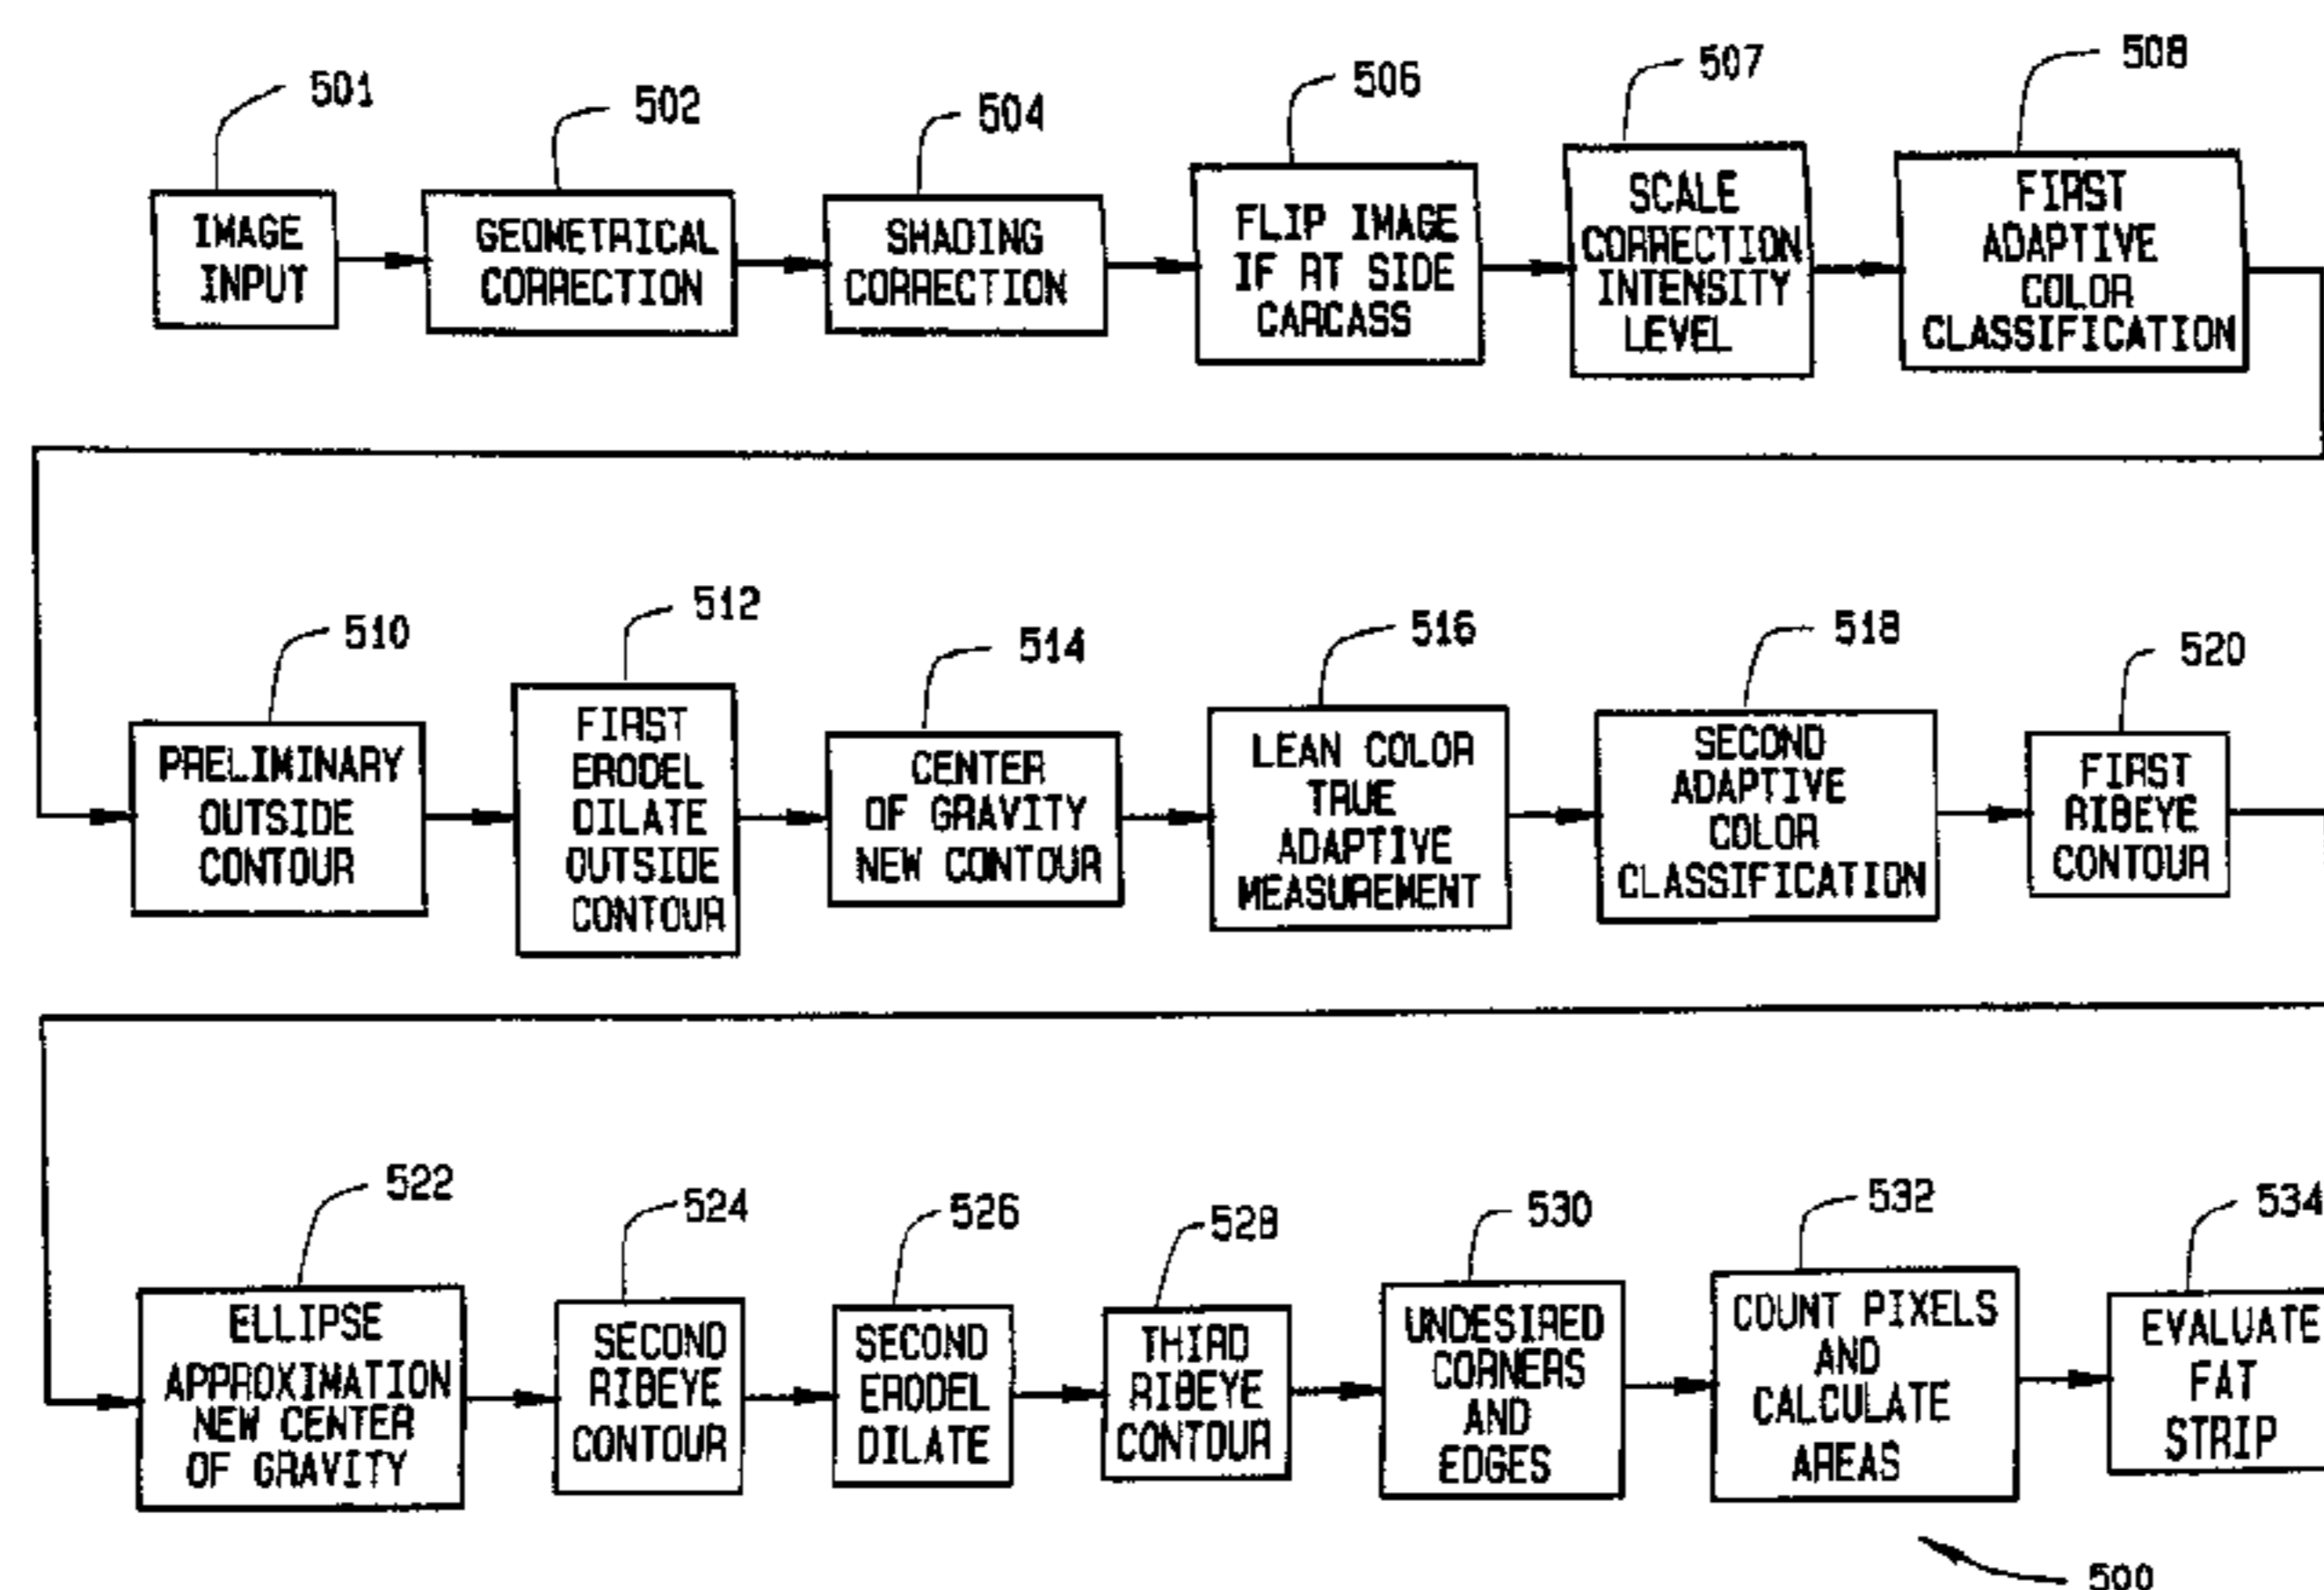 501
502
504
506
507
508
IMAGE
INPUT
GEOMETRICAL
CORRECTION
SHADING
CORRECTION
FLIP IMAGE
IF RT SIDE
CARCASS
SCALE
CORRECTION
INTENSITY
LEVEL
FIRST
ADAPTIVE
COLOR
CLASSIFICATION
510
512
514
516
518
520
PRELIMINARY
OUTSIDE
CONTOUR
FIRST
ERODEL
DILATE
OUTSIDE
CONTOUR
CENTER
OF GRAVITY
NEW CONTOUR
LEAN COLOR
TRUE
ADAPTIVE
MEASUREMENT
SECOND
ADAPTIVE
COLOR
CLASSIFICATION
FIRST
RIBEYE
CONTOUR
522
524
526
528
530
532
534
ELLIPSE
APPROXIMATION
NEW CENTER
OF GRAVITY
SECOND
RIBEYE
CONTOUR
SECOND
ERODEL
DILATE
THIRD
RIBEYE
CONTOUR
UNDESIRED
CORNERS
AND
EDGES
COUNT PIXELS
AND
CALCULATE
AREAS
EVALUATE
FAT
STRIP
500